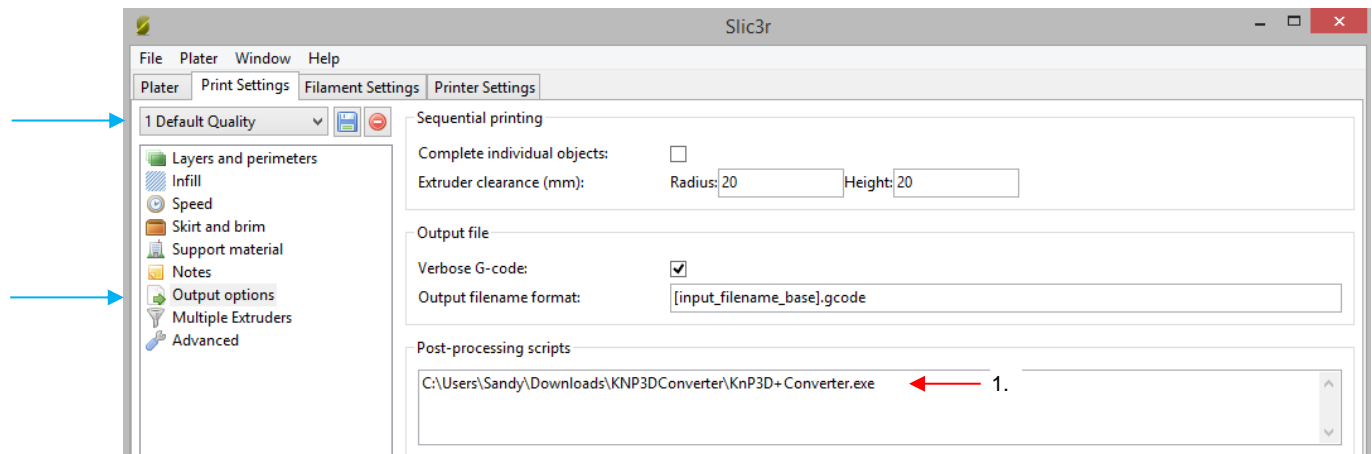 Slic3r
File Plater Window Help
Plater Print Settings Filament Settings Printer Settings
1 Default Quality
Layers and perimeters
Infill
Speed
Skirt and brim
Support material
Notes
Output options
Multiple Extruders
Advanced
Sequential printing
Complete individual objects:
Extruder clearance (mm): Radius: 20 Height: 20
Output file
Verbose G-code:
Output filename format: [input_filename_base].gcode
Post-processing scripts
C:\Users\Sandy\Downloads\KNP3DConverter\KnP3D+Converter.exe 1.